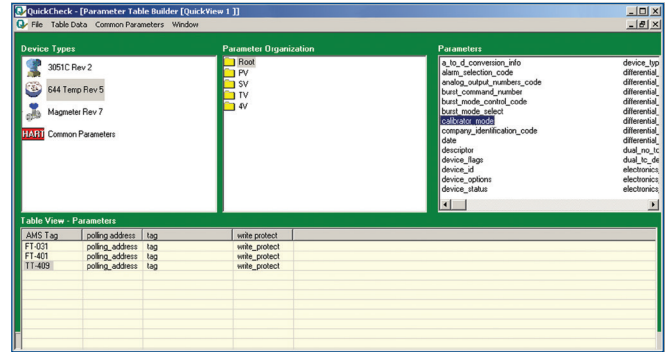 QuickCheck - [Parameter Table Builder [QuickView 1 ]]
File Table Data Common Parameters Window
Device Types
3051C Rev 2
644 Temp Rev 5
Magmeter Rev 7
HART Common Parameters
Parameter Organization
Root
PV
SV
TV
4V
Parameters
a_to_d_conversion_info device_typ
alarm_selection_code differential_
analog_output_numbers_code differential_
burst_command_number differential_
burst_mode_control_code differential_
burst_mode_select differential_
calibrator_mode differential_
company_identification_code differential_
date differential_
descriptor dual_no_tc
device_flags dual_tc_de
device_id electronics_
device_options electronics_
device_status electronics_
Table View - Parameters
AMS Tag polling address tag write protect
FT-031 polling_address tag write_protect
FT-401 polling_address tag write_protect
TT-409 polling_address tag write_protect